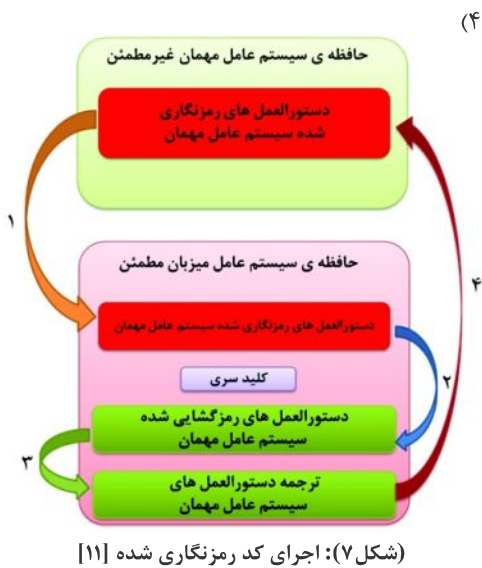 ۴)
حافظه ی سیستم عامل مهمان غیرمطمئن
دستورالعمل های رمزنگاری
شده سیستم عامل مهمان
۱
حافظه ی سیستم عامل میزبان مطمئن
دستورالعمل های رمزنگاری شده سیستم عامل مهمان
۴
کلید سری
۲
دستورالعمل های رمزگشایی شده
سیستم عامل مهمان
۳
ترجمه دستورالعمل های
سیستم عامل مهمان
(شکل۷): اجرای کد رمزنگاری شده [۱۱]